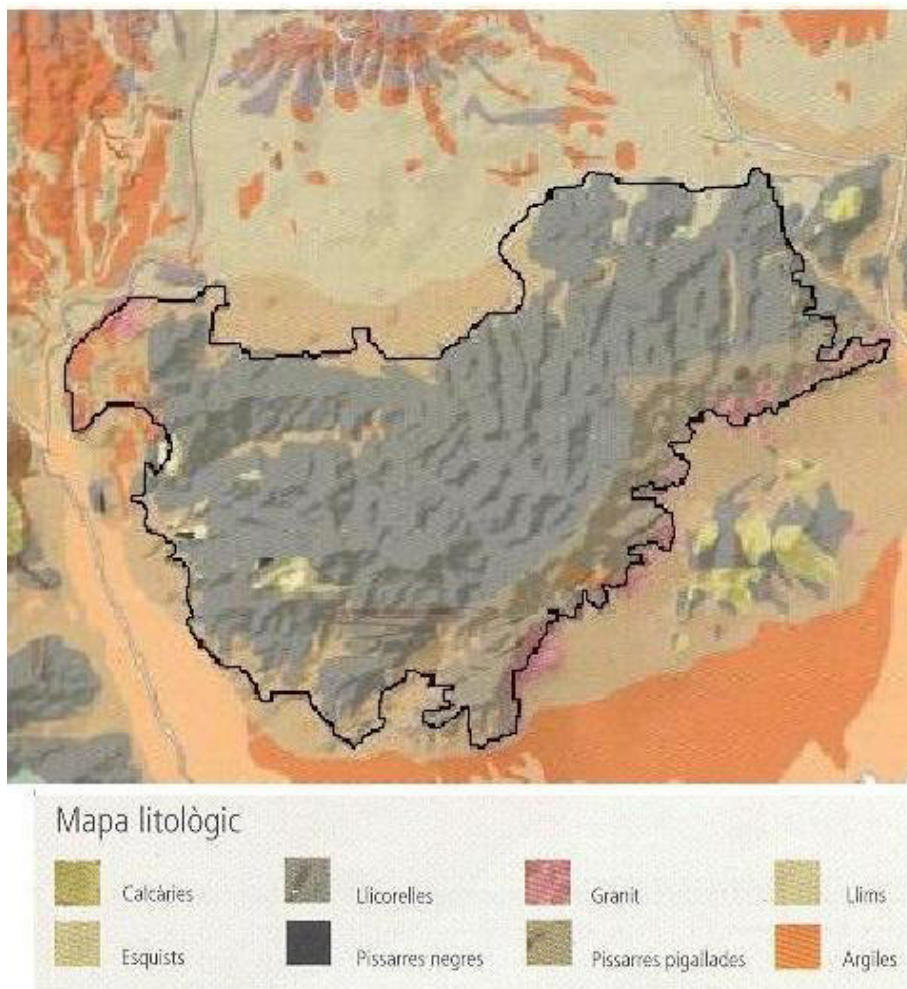 Mapa litològic
Calcàries
Llicorelles
Granit
Llims
Esquists
Pissarres negres
Pissarres pigallades
Argiles